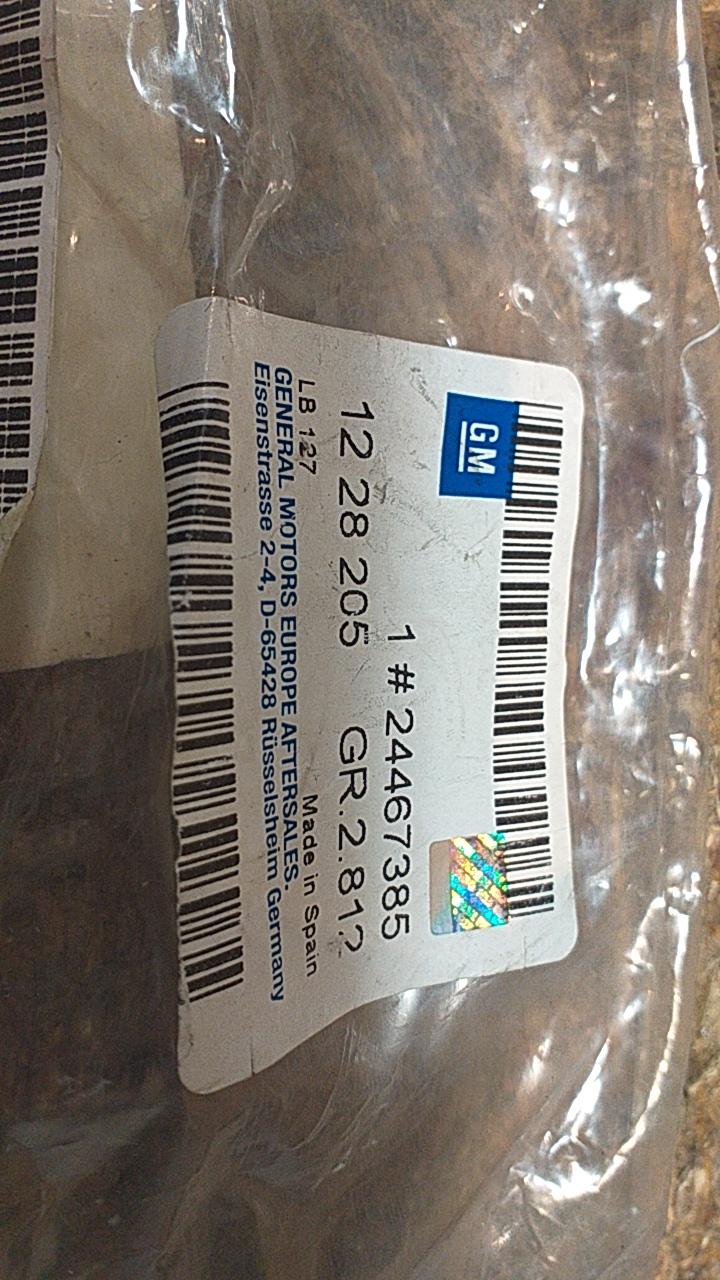 GM
1 # 24467385
12 28 205 GR.2.812
LB 127 Made in Spain
GENERAL MOTORS EUROPE AFTERSALES.
Eisenstrasse 2-4, D-65428 Rüsselsheim Germany